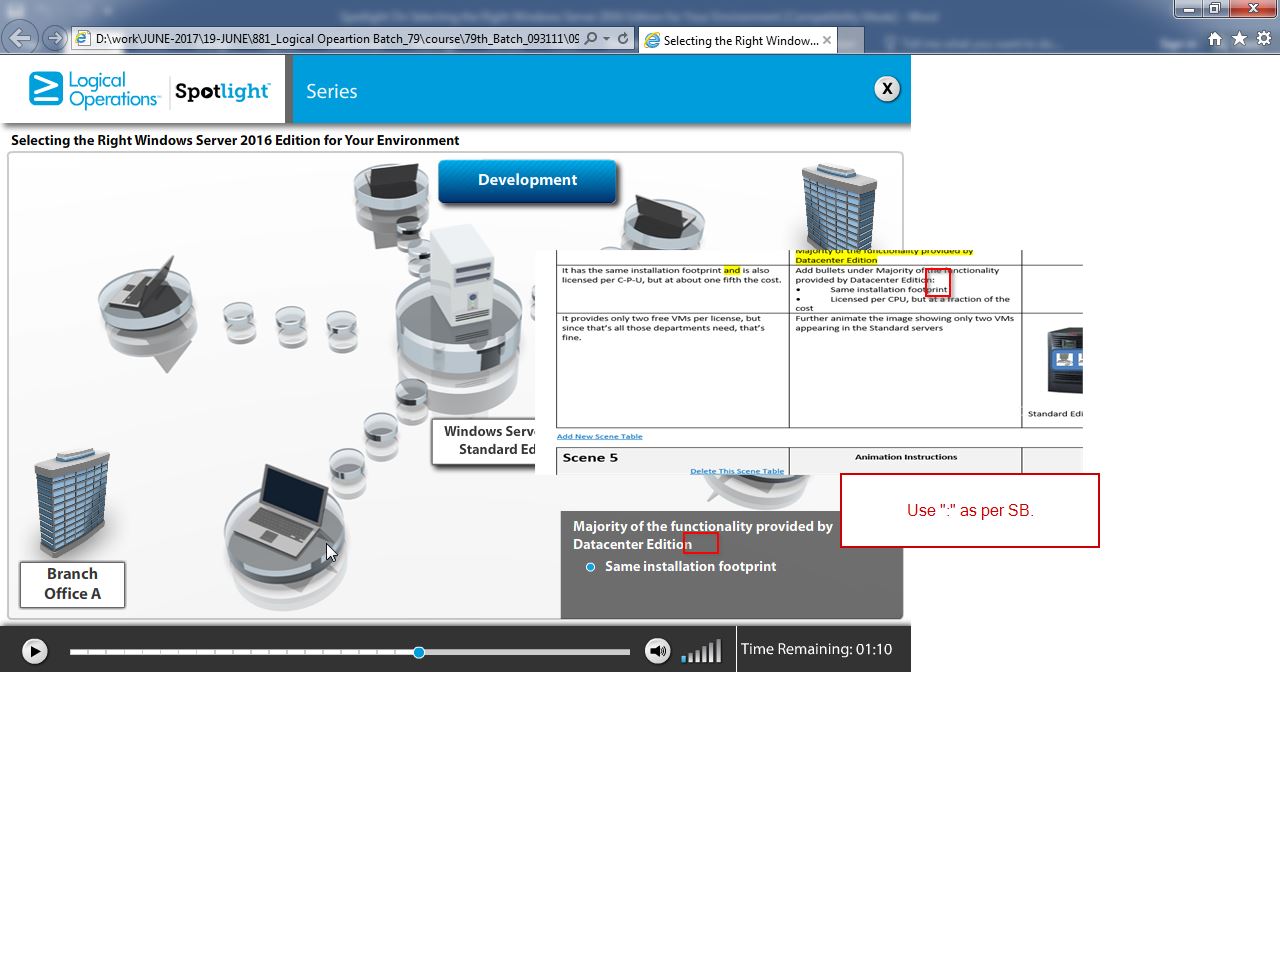 D:\work\JUNE-2017\19-JUNE\881_Logical Opeartion Batch_79\course\79th_Batch_093111\09
Selecting the Right Window...
Logical
Operations
Spotlight
Series
X
Selecting the Right Windows Server 2016 Edition for Your Environment
Development
Majority of the functionality provided by
Datacenter Edition
It has the same installation footprint and is also
licensed per C-P-U, but at about one fifth the cost.
Add bullets under Majority of the functionality
provided by Datacenter Edition:
• Same installation footprint
• Licensed per CPU, but at a fraction of the
cost
It provides only two free VMs per license, but
since that's all those departments need, that's
fine.
Further animate the image showing only two VMs
appearing in the Standard servers
Standard Edi
Add New Scene Table
Scene 5
Delete This Scene Table
Animation Instructions
Windows Serv
Standard Ed
Use ":" as per SB.
Majority of the functionality provided by
Datacenter Edition
Same installation footprint
Branch
Office A
Time Remaining: 01:10